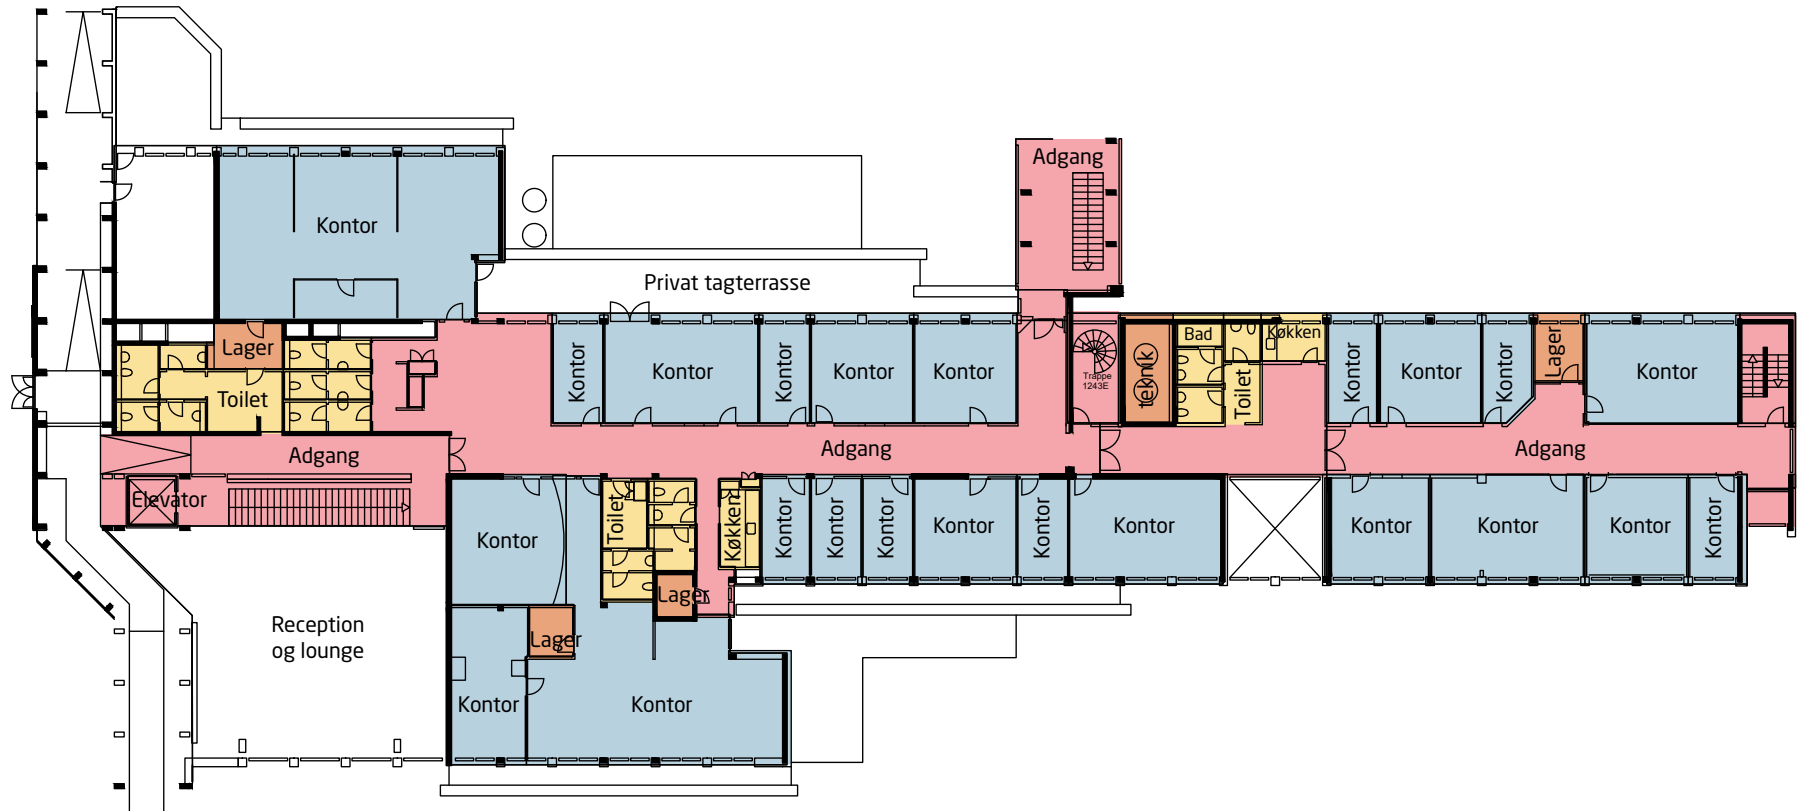 Adgang
Kontor
Privat tagterrasse
Lager
Bad
Køkken
Kontor
Kontor
Kontor
Kontor
Kontor
Trappe
1243E
teknik
Toilet
Kontor
Kontor
Kontor
Lager
Kontor
Toilet
Adgang
Adgang
Adgang
Elevator
Kontor
Toilet
Køkken
Kontor
Kontor
Kontor
Kontor
Kontor
Kontor
Kontor
Kontor
Kontor
Kontor
Lager
Reception
og lounge
Lager
Kontor
Kontor